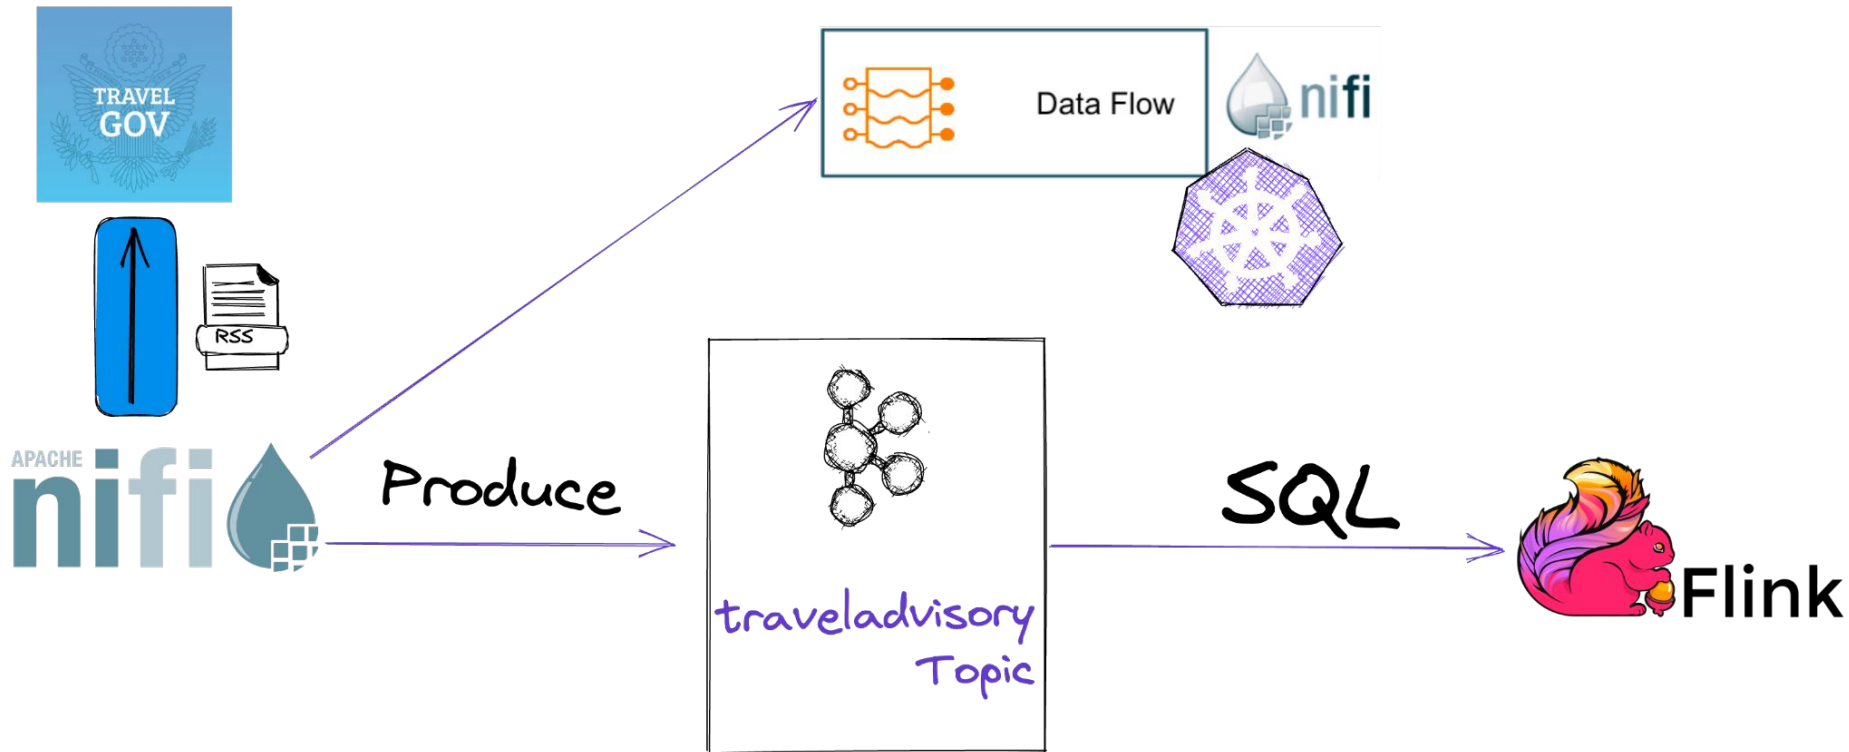 TRAVEL
GOV
RSS
APACHE
nifi
Produce
Data Flow
nifi
traveladvisory
Topic
SQL
Flink